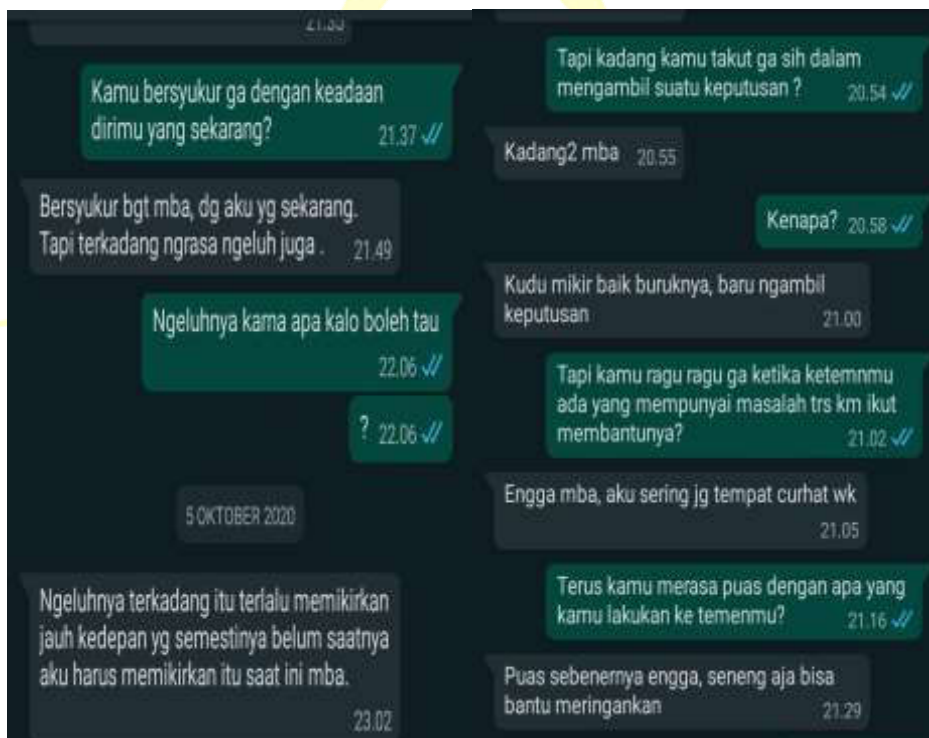 21.35
Kamu bersyukur ga dengan keadaan
dirimu yang sekarang?
21.37
Bersyukur bgt mba, dg aku yg sekarang.
Tapi terkadang ngrasa ngeluh juga .
21.49
Ngeluhnya karna apa kalo boleh tau
22.06
? 22.06
5 OKTOBER 2020
Ngeluhnya terkadang itu terlalu memikirkan
jauh kedepan yg semestinya belum saatnya
aku harus memikirkan itu saat ini mba.
23.02
Tapi kadang kamu takut ga sih dalam
mengambil suatu keputusan ?
20.54
Kadang2 mba 20.55
Kenapa? 20.58
Kudu mikir baik buruknya, baru ngambil
keputusan
21.00
Tapi kamu ragu ragu ga ketika ketemnmu
ada yang mempunyai masalah trs km ikut
membantunya?
21.02
Engga mba, aku sering jg tempat curhat wk
21.05
Terus kamu merasa puas dengan apa yang
kamu lakukan ke temenmu?
21.16
Puas sebenernya engga, seneng aja bisa
bantu meringankan
21.29